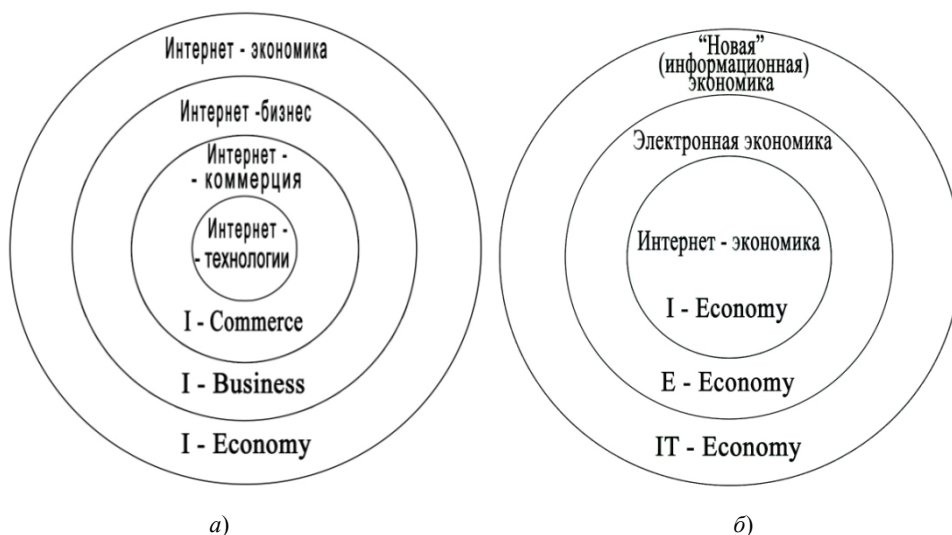 Интернет - экономика
Интернет -бизнес
Интернет -
- коммерция
Интернет -
- технологии
I - Commerce
I - Business
I - Economy
а)
“Новая”
(информационная)
экономика
Электронная экономика
Интернет - экономика
I - Economy
E - Economy
IT - Economy
б)